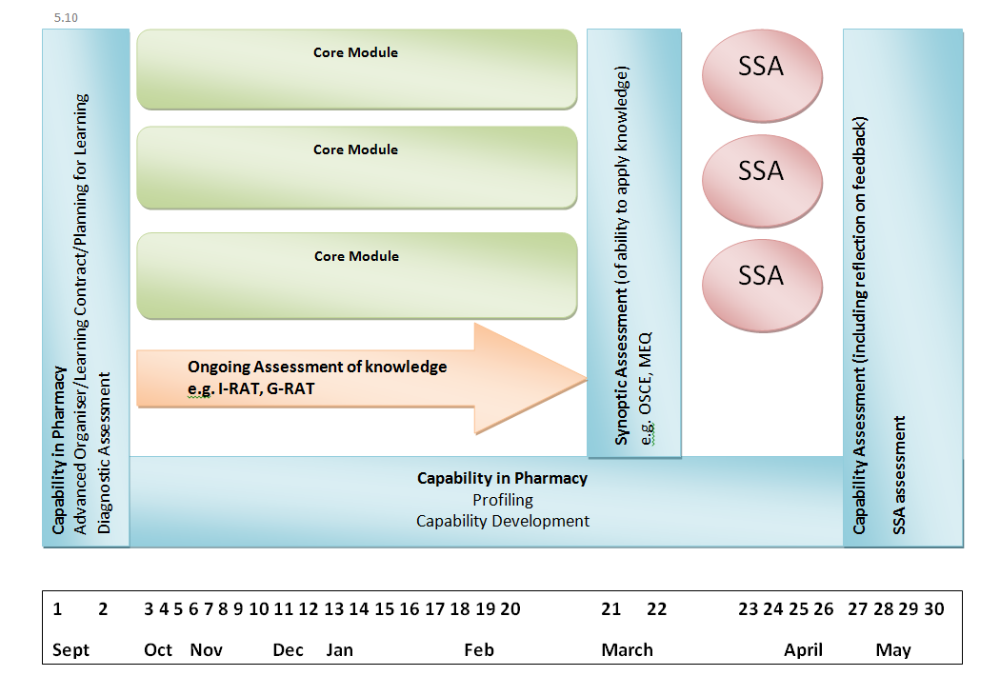 5.10
Capability in Pharmacy
Advanced Organiser/Learning Contract/Planning for Learning
Diagnostic Assessment
Core Module
Core Module
Core Module
Ongoing Assessment of knowledge
e.g. I-RAT, G-RAT
Synoptic Assessment (of ability to apply knowledge)
e.g. OSCE, MEQ
SSA
SSA
SSA
Capability Assessment (including reflection on feedback)
SSA assessment
Capability in Pharmacy
Profiling
Capability Development
1 2 3 4 5 6 7 8 9 10 11 12 13 14 15 16 17 18 19 20 21 22 23 24 25 26 27 28 29 30
Sept Oct Nov Dec Jan Feb March April May